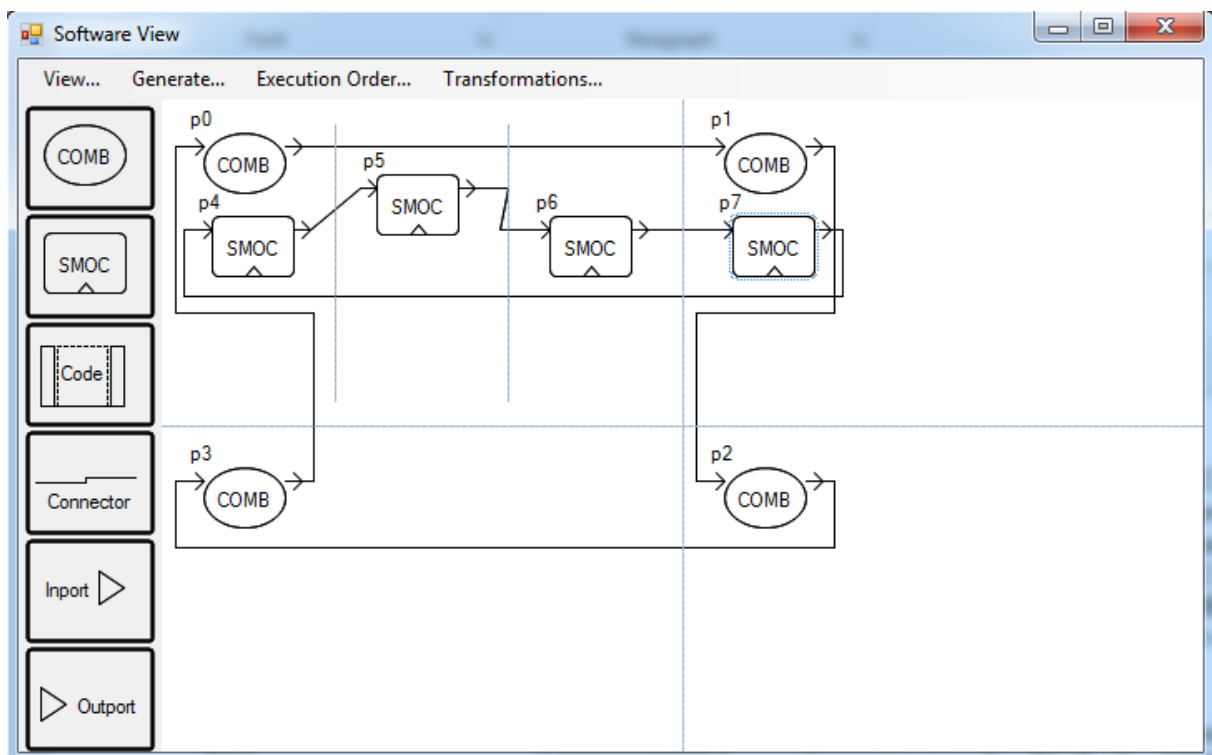 Software View
View... Generate... Execution Order... Transformations...
COMB
SMOC
Code
Connector
Inport
Outport
p0
COMB
p1
COMB
p5
SMOC
p4
SMOC
p6
SMOC
p7
SMOC
p3
COMB
p2
COMB